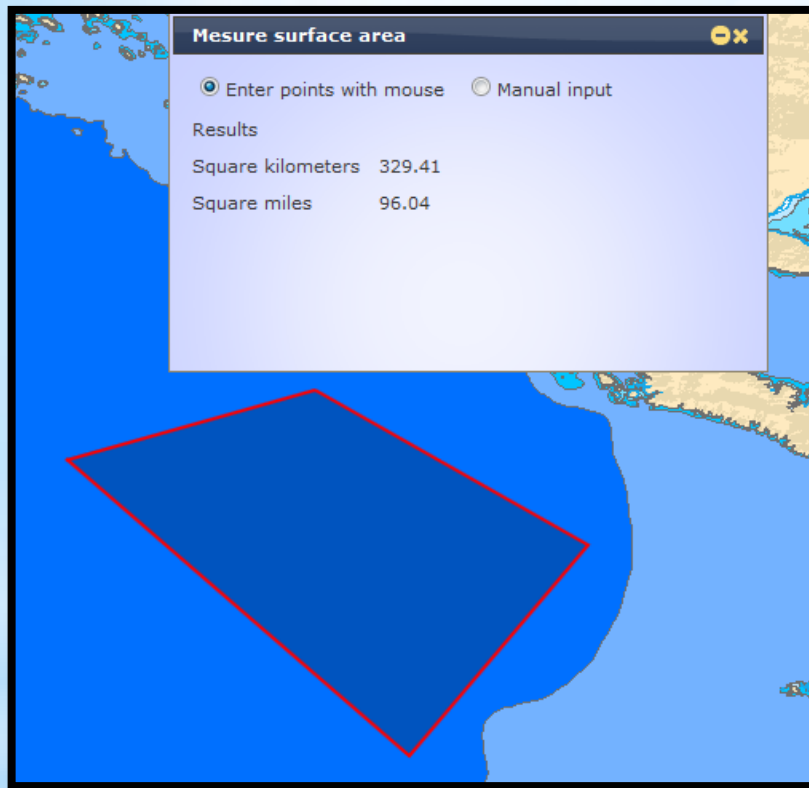 Mesure surface area
Enter points with mouse Manual input
Results
Square kilometers 329.41
Square miles 96.04